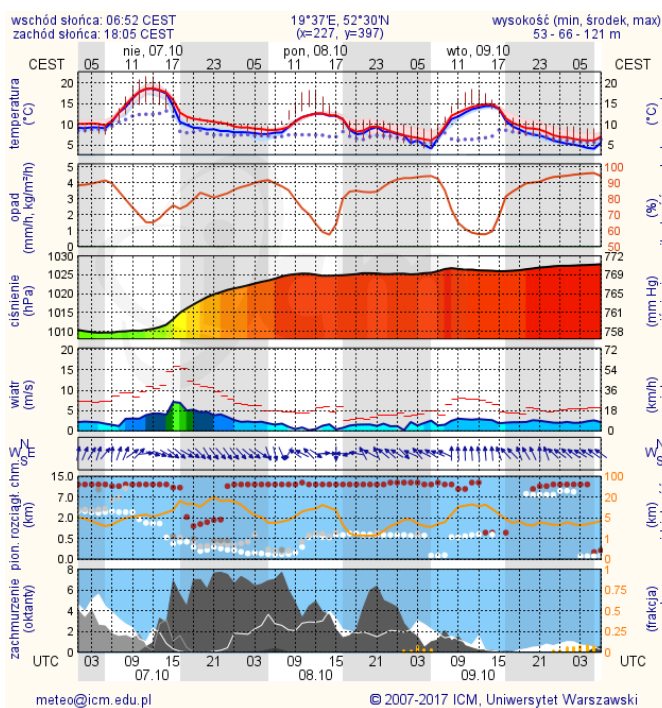 wschód słońca: 06:52 CEST 19°37'E, 52°30'N wysokość (min, środek, max)
zachód słońca: 18:05 CEST (x=227, y=397) 53 - 66 - 121 m
nie, 07.10 pon, 08.10 wto, 09.10
CEST 05 11 17 23 05 11 17 23 05 11 17 23 05 CEST
temperatura (°C)
20 15 10 5
20 15 10 5
(°C)
opad (mm/h, kg/m²/h)
5 4 3 2 1 0
100 90 80 70 60 50
(%)
ciśnienie (hPa)
1030 1025 1020 1015 1010
772 769 765 761 758
(mm Hg)
wiatr (m/s)
20 15 10 5 0
72 54 36 18 0
(km/h)
N
W E
S
N
W
S
pion. rozciągł. chm. (km)
15.0 7.0 2.0 0.5 0.0
100 20 5 1 0
(km)
zachmurzenie (oktanty)
8 6 4 2 0
1 0.75 0.5 0.25 0
(frakcja)
UTC 03 09 15 21 03 09 15 21 03 09 15 21 03 UTC
07.10 08.10 09.10
meteo@icm.edu.pl © 2007-2017 ICM, Uniwersytet Warszawski